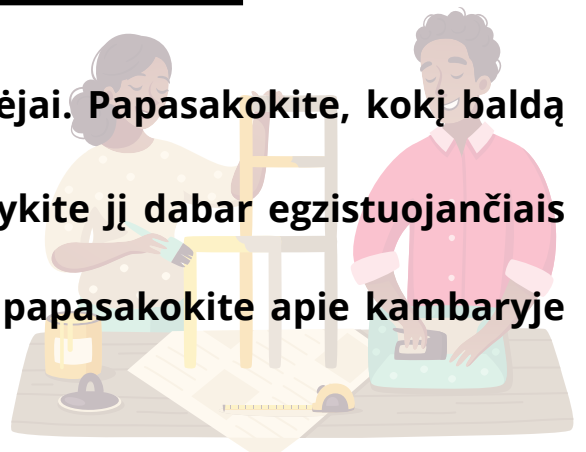 ėjai. Papasakokite, kokį baldą
ykite jį dabar egzistuojančiais
papasakokite apie kambaryje